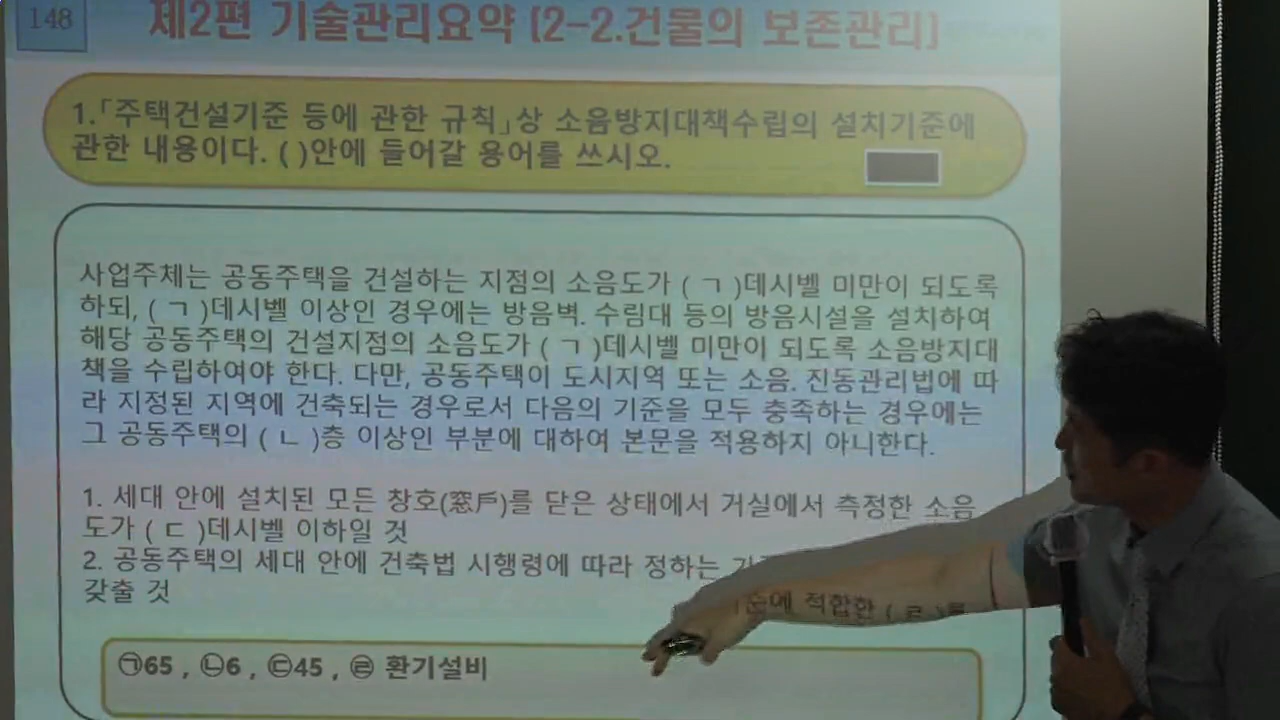 148
제2편 기술관리요약 [2-2.건물의 보존관리]
1.「주택건설기준 등에 관한 규칙」상 소음방지대책수립의 설치기준에
관한 내용이다. ( )안에 들어갈 용어를 쓰시오.
사업주체는 공동주택을 건설하는 지점의 소음도가 ( ㄱ )데시벨 미만이 되도록
하되, ( ㄱ )데시벨 이상인 경우에는 방음벽. 수림대 등의 방음시설을 설치하여
해당 공동주택의 건설지점의 소음도가 ( ㄱ )데시벨 미만이 되도록 소음방지대
책을 수립하여야 한다. 다만, 공동주택이 도시지역 또는 소음. 진동관리법에 따
라 지정된 지역에 건축되는 경우로서 다음의 기준을 모두 충족하는 경우에는
그 공동주택의 ( ㄴ )층 이상인 부분에 대하여 본문을 적용하지 아니한다.
1. 세대 안에 설치된 모든 창호(窓戶)를 닫은 상태에서 거실에서 측정한 소음
도가 ( ㄷ )데시벨 이하일 것
2. 공동주택의 세대 안에 건축법 시행령에 따라 정하는 적합한 ( ㄹ )를
갖출 것
㉠65 , ㉡6 , ㉢45 , ㉣ 환기설비